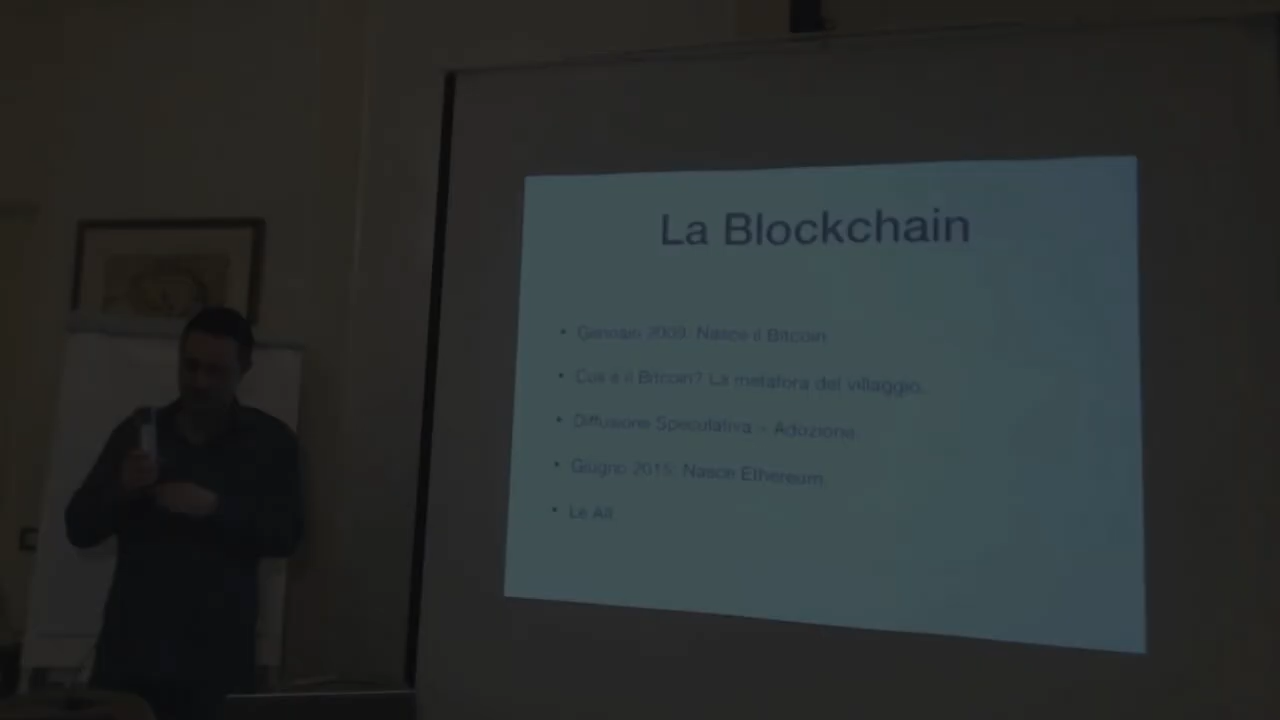 La Blockchain
• Gennaio 2009: Nasce il Bitcoin
• Cos è il Bitcoin? La metafora del villaggio.
• Diffusione Speculativa - Adozione.
• Giugno 2015: Nasce Ethereum
• Le